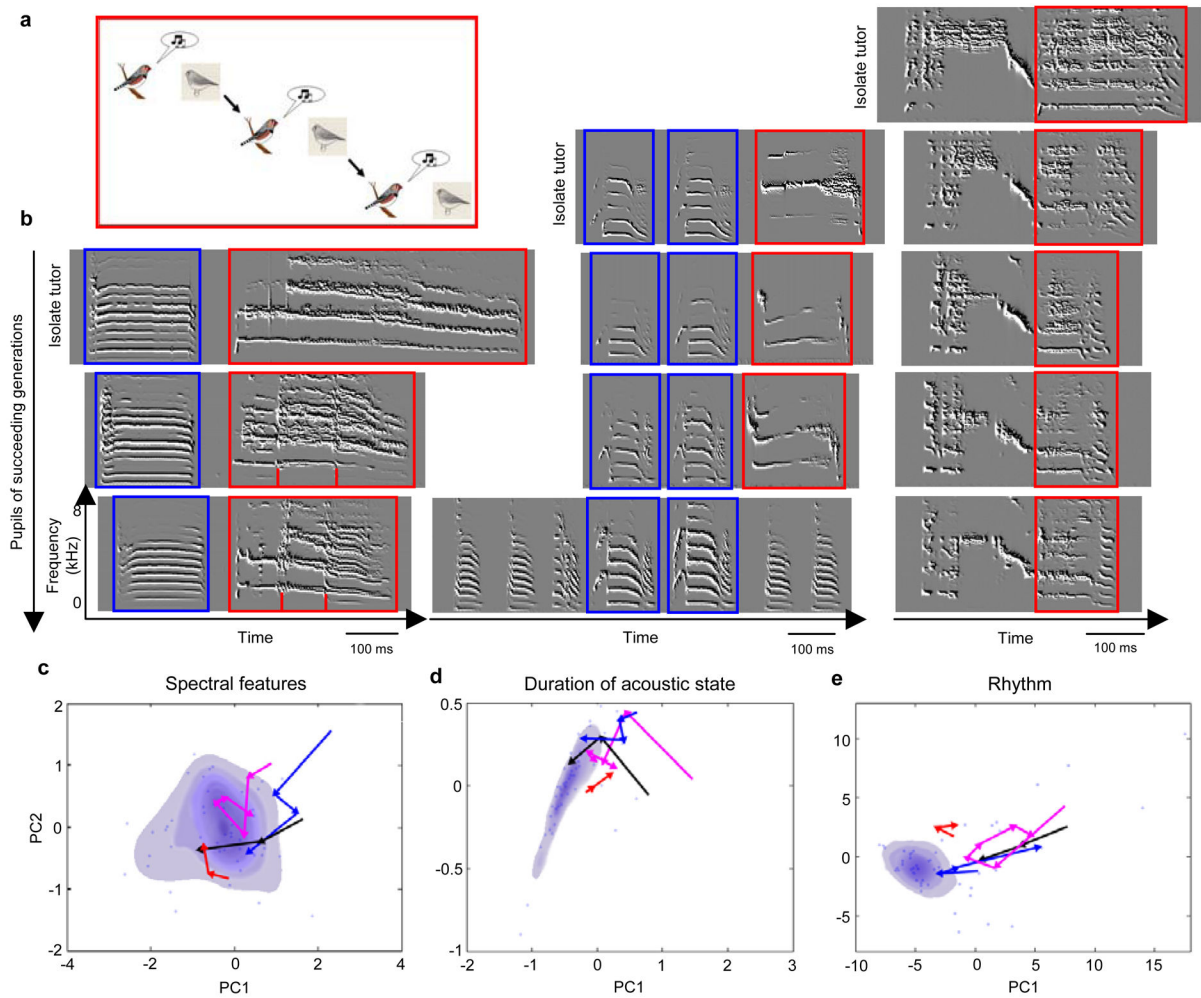 a
Isolate tutor
Isolate tutor
b
Isolate tutor
Pupils of succeeding generations
Frequency
(kHz)
8
0
Time
100 ms
Time
100 ms
100 ms
c
Spectral features
2
1
0
-1
-2
PC2
-4
-2
0
2
4
PC1
d
Duration of acoustic state
0.5
0
-0.5
-1
-2
-1
0
1
2
3
PC1
e
Rhythm
10
5
0
-5
-10
-5
0
5
10
15
PC1